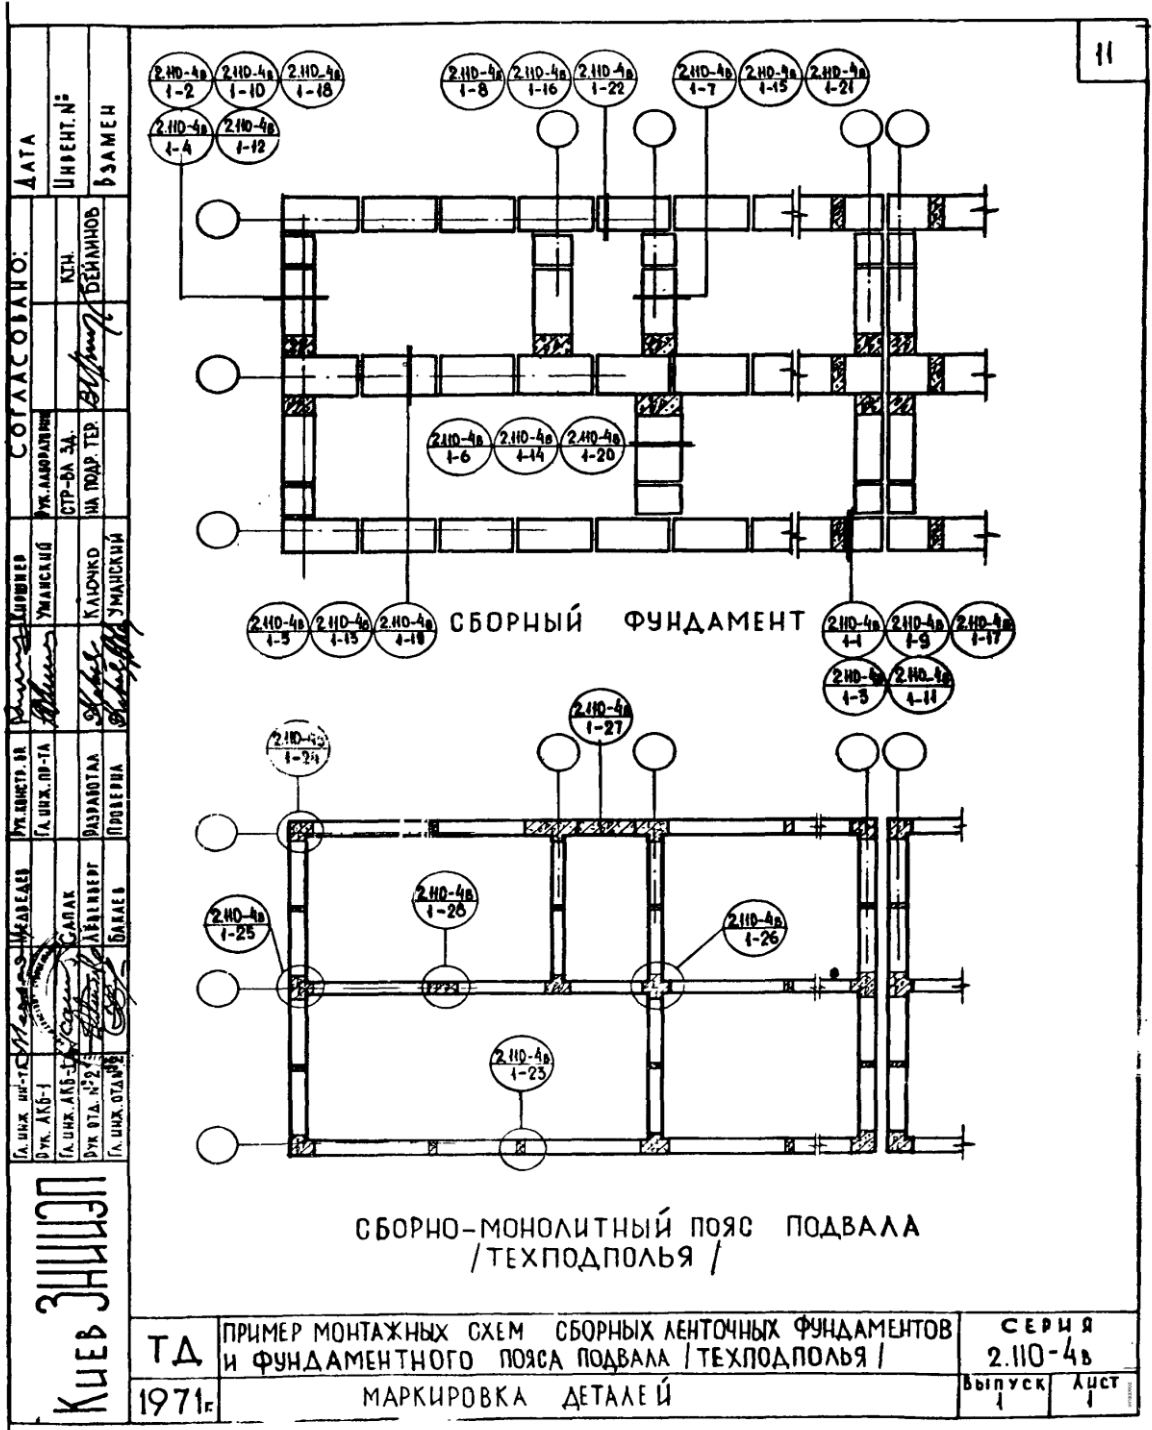 11
2.110-4в 2.110-4в 2.110-4в
1-2 1-10 1-18
2.110-4в 2.110-4в
1-4 1-12
2.110-4в 2.110-4в 2.110-4в
1-8 1-16 1-22
2.110-4в 2.110-4в 2.110-4в
1-7 1-15 1-21
2.110-4в 2.110-4в 2.110-4в
1-6 1-14 1-20
2.110-4в 2.110-4в 2.110-4в
1-5 1-13 1-19
СБОРНЫЙ ФУНДАМЕНТ
2.110-4в 2.110-4в 2.110-4в
1-1 1-9 1-17
2.110-4в 2.110-4в
1-3 1-11
2.110-4в
1-27
2.110-4в
1-24
2.110-4в
1-28
2.110-4в
1-25
2.110-4в
1-26
2.110-4в
1-23
СБОРНО-МОНОЛИТНЫЙ ПОЯС ПОДВАЛА
/ТЕХПОДПОЛЬЯ/
ТД
1971г.
ПРИМЕР МОНТАЖНЫХ СХЕМ СБОРНЫХ ЛЕНТОЧНЫХ ФУНДАМЕНТОВ
И ФУНДАМЕНТНОГО ПОЯСА ПОДВАЛА /ТЕХПОДПОЛЬЯ/
МАРКИРОВКА ДЕТАЛЕЙ
СЕРИЯ
2.110-4в
ВЫПУСК ЛИСТ
1 1
КИЕВ ЗНИИЭП
СОГЛАСОВАНО:
ДАТА
ИНВЕНТ. №
ВЗАМЕН
РУК. ЛАБОРАТОРИИ
СТР-ВА ЗД. КТН.
НА ПОДР. ТЕР. БЕЙЛИНОВ
РУК. КОНСТР. БЮ
ГЛ. ИНЖ. ПР-ТА УМАНСКИЙ
РАЗРАБОТАЛ КЛЮЧКО
ПРОВЕРИЛ УМАНСКИЙ
ГЛ. ИНЖ. ИН-ТА МЕДВЕДЕВ
РУК. АКБ-1
ГЛ. ИНЖ. АКБ-1 САПАК
РУК. ОТД. №2
ГЛ. ИНЖ. ОТД №2 БАКАЕВ